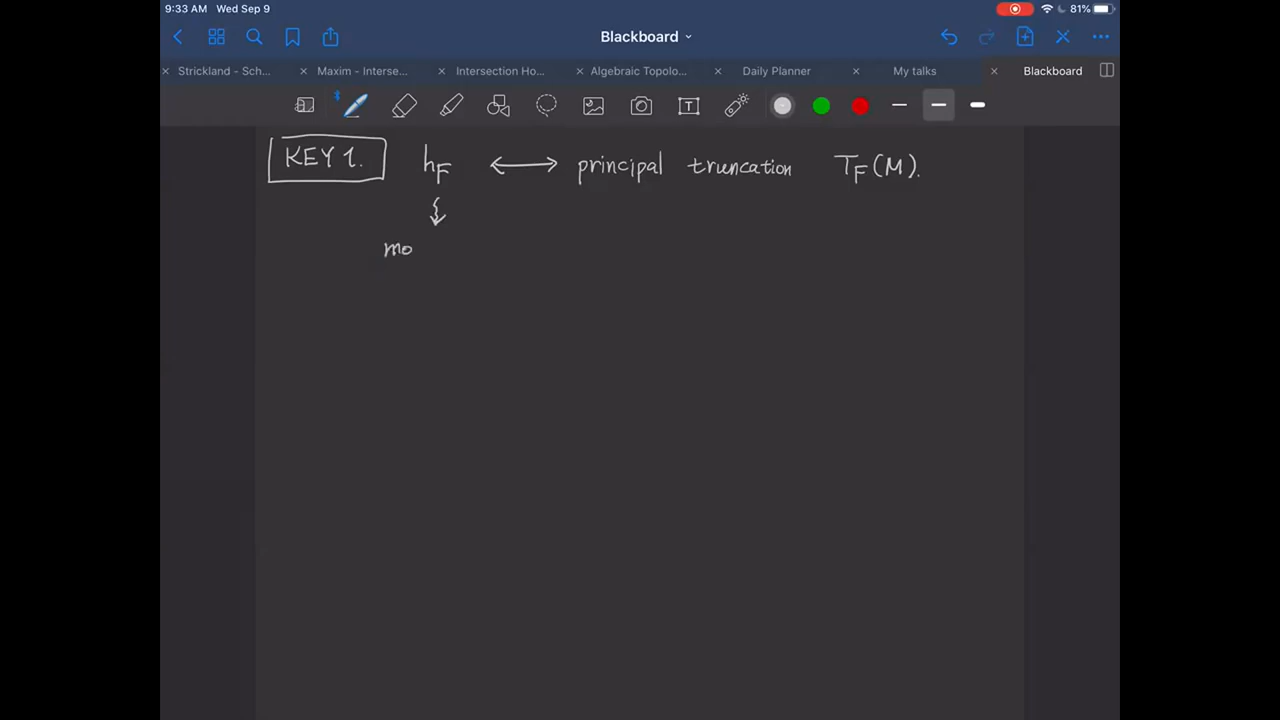 9:33 AM Wed Sep 9 81%
Blackboard
Strickland - Sch... Maxim - Interse... Intersection Ho... Algebraic Topolo... Daily Planner My talks Blackboard
KEY 1. h_F ⟷ principal truncation T_F(M).
mo